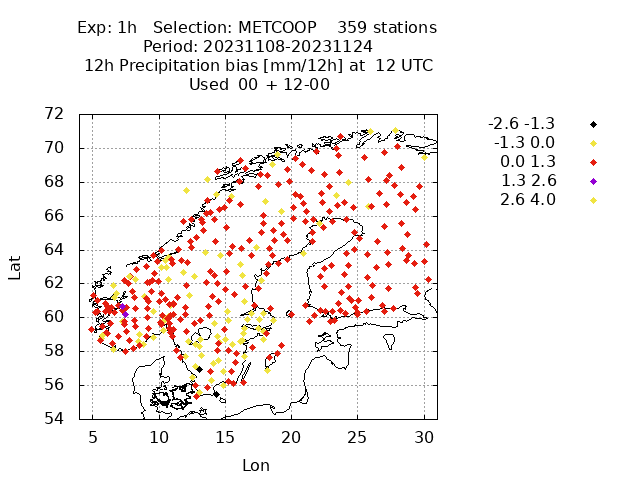 Exp: 1h   Selection: METCOOP    359 stations
Period: 20231108-20231124
12h Precipitation bias [mm/12h] at  12 UTC
Used  00 + 12-00
72
70
68
66
64
62
60
58
56
54
Lat
5 10 15 20 25 30
Lon
-2.6 -1.3
-1.3 0.0
0.0 1.3
1.3 2.6
2.6 4.0